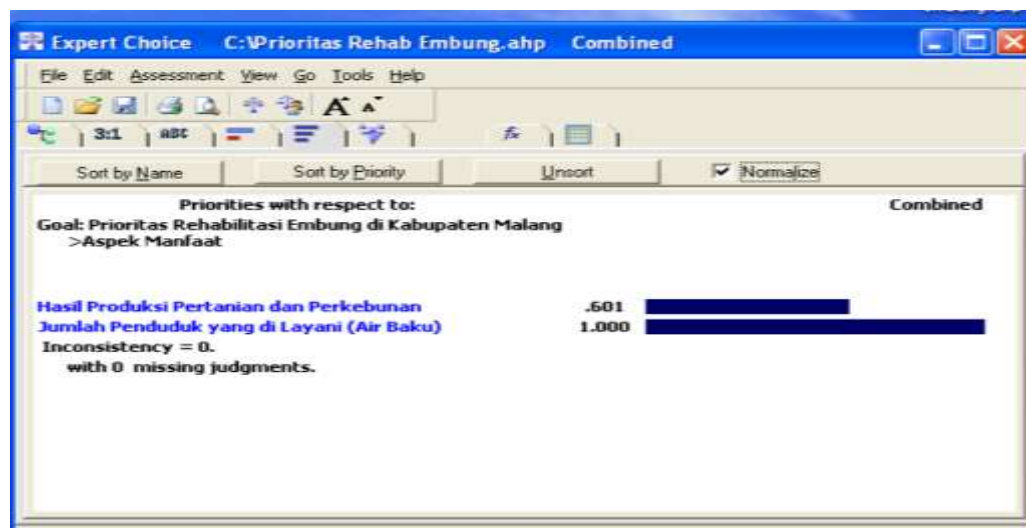 Expert Choice C:\Prioritas Rehab Embung.ahp Combined
File Edit Assessment View Go Tools Help
A A
3:1 ABC fx
Sort by Name Sort by Priority Unsort Normalize
Priorities with respect to: Combined
Goal: Prioritas Rehabilitasi Embung di Kabupaten Malang
>Aspek Manfaat
Hasil Produksi Pertanian dan Perkebunan .601
Jumlah Penduduk yang di Layani (Air Baku) 1.000
Inconsistency = 0.
with 0 missing judgments.